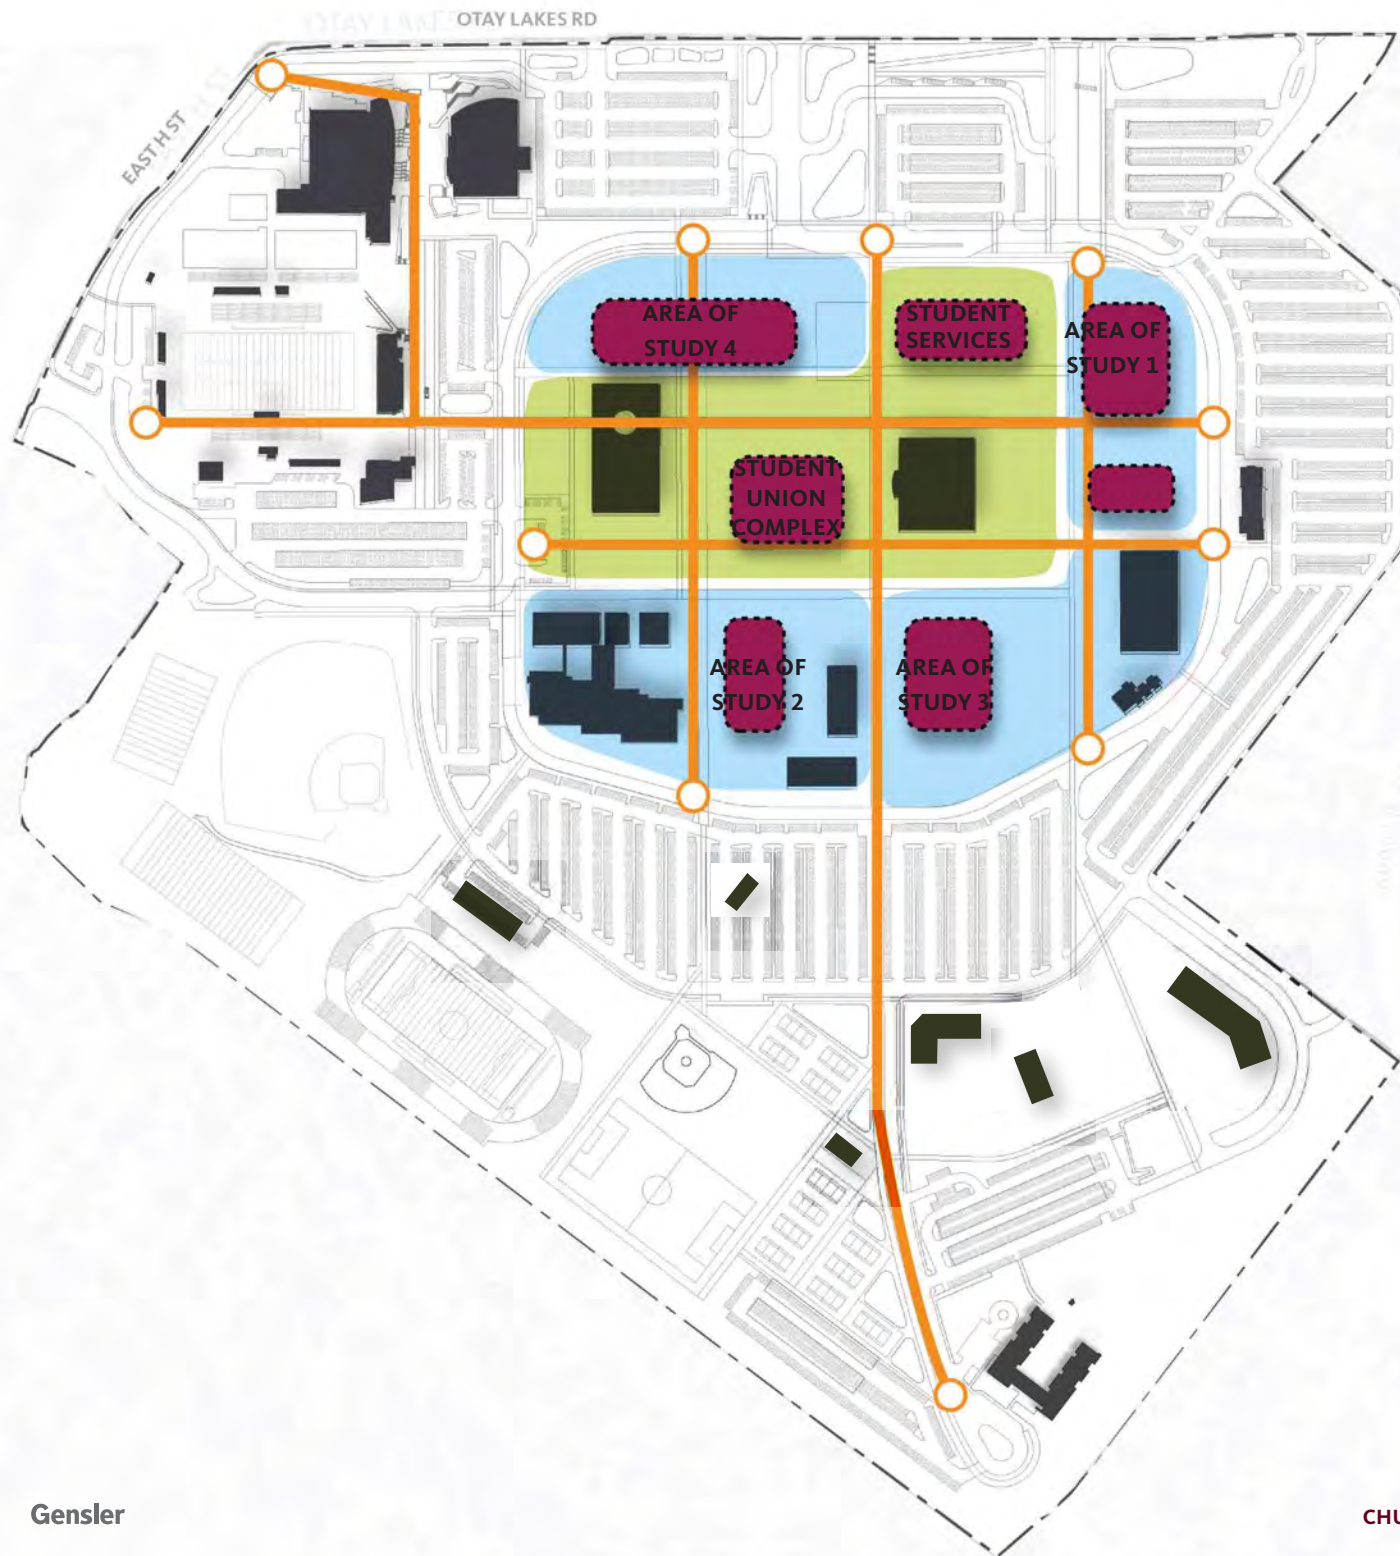 OTAY LAKES RD
EAST H ST
AREA OF
STUDY 4
STUDENT
SERVICES
AREA OF
STUDY 1
STUDENT
UNION
COMPLEX
AREA OF
STUDY 2
AREA OF
STUDY 3
Gensler
CHU